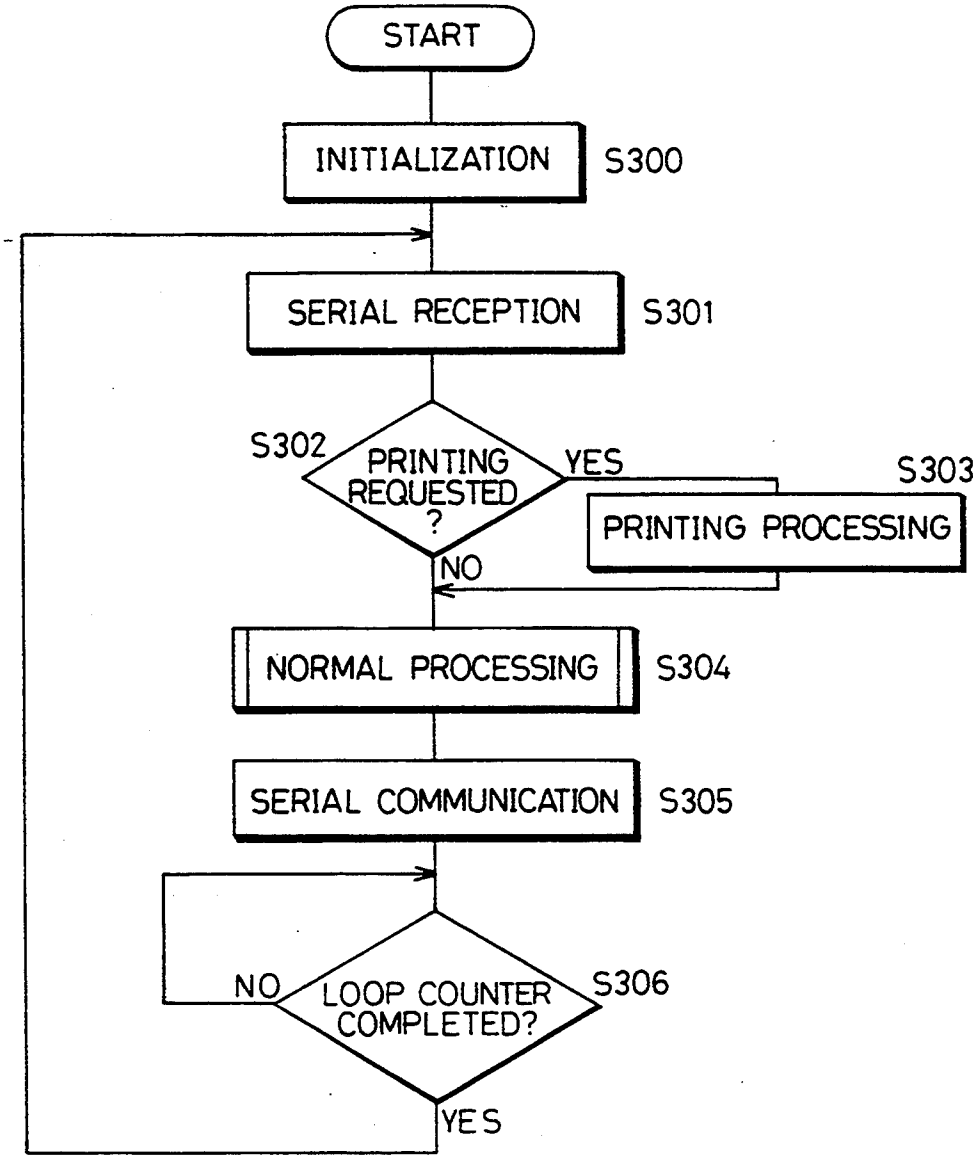 START
INITIALIZATION S300
SERIAL RECEPTION S301
S302
PRINTING
REQUESTED
?
YES
NO
S303
PRINTING PROCESSING
NORMAL PROCESSING S304
SERIAL COMMUNICATION S305
NO
LOOP COUNTER
COMPLETED?
S306
YES